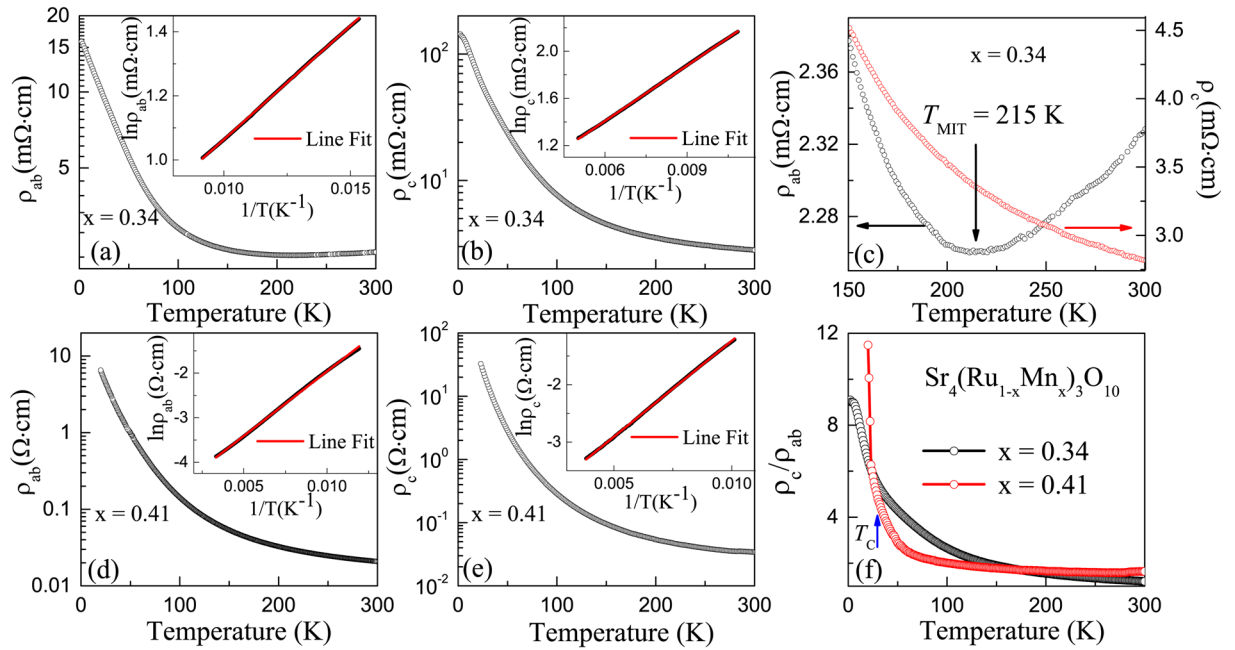 20
15
10
5
ρab(mΩ·cm)
1.4
1.2
1.0
lnρab(mΩ·cm)
Line Fit
0.010 0.015
1/T(K-1)
x = 0.34
(a)
0 100 200 300
Temperature (K)
10²
10¹
ρc(mΩ·cm)
2.0
1.6
1.2
lnρc(mΩ·cm)
Line Fit
0.006 0.009
1/T(K-1)
x = 0.34
(b)
0 100 200 300
Temperature (K)
2.36
2.32
2.28
ρab(mΩ·cm)
x = 0.34
TMIT = 215 K
4.5
4.0
3.5
3.0
ρc(mΩ·cm)
(c)
150 200 250 300
Temperature (K)
10
1
0.1
0.01
ρab(Ω·cm)
-2
-3
-4
lnρab(Ω·cm)
Line Fit
0.005 0.010
1/T(K-1)
x = 0.41
(d)
0 100 200 300
Temperature (K)
10²
10¹
10⁰
10-1
10-2
ρc(Ω·cm)
-2
-3
lnρc(Ω·cm)
Line Fit
0.005 0.010
1/T(K-1)
x = 0.41
(e)
0 100 200 300
Temperature (K)
12
8
4
ρc/ρab
Sr4(Ru1-xMnx)3O10
x = 0.34
x = 0.41
TC
(f)
0 50 100 150 200 250 300
Temperature (K)